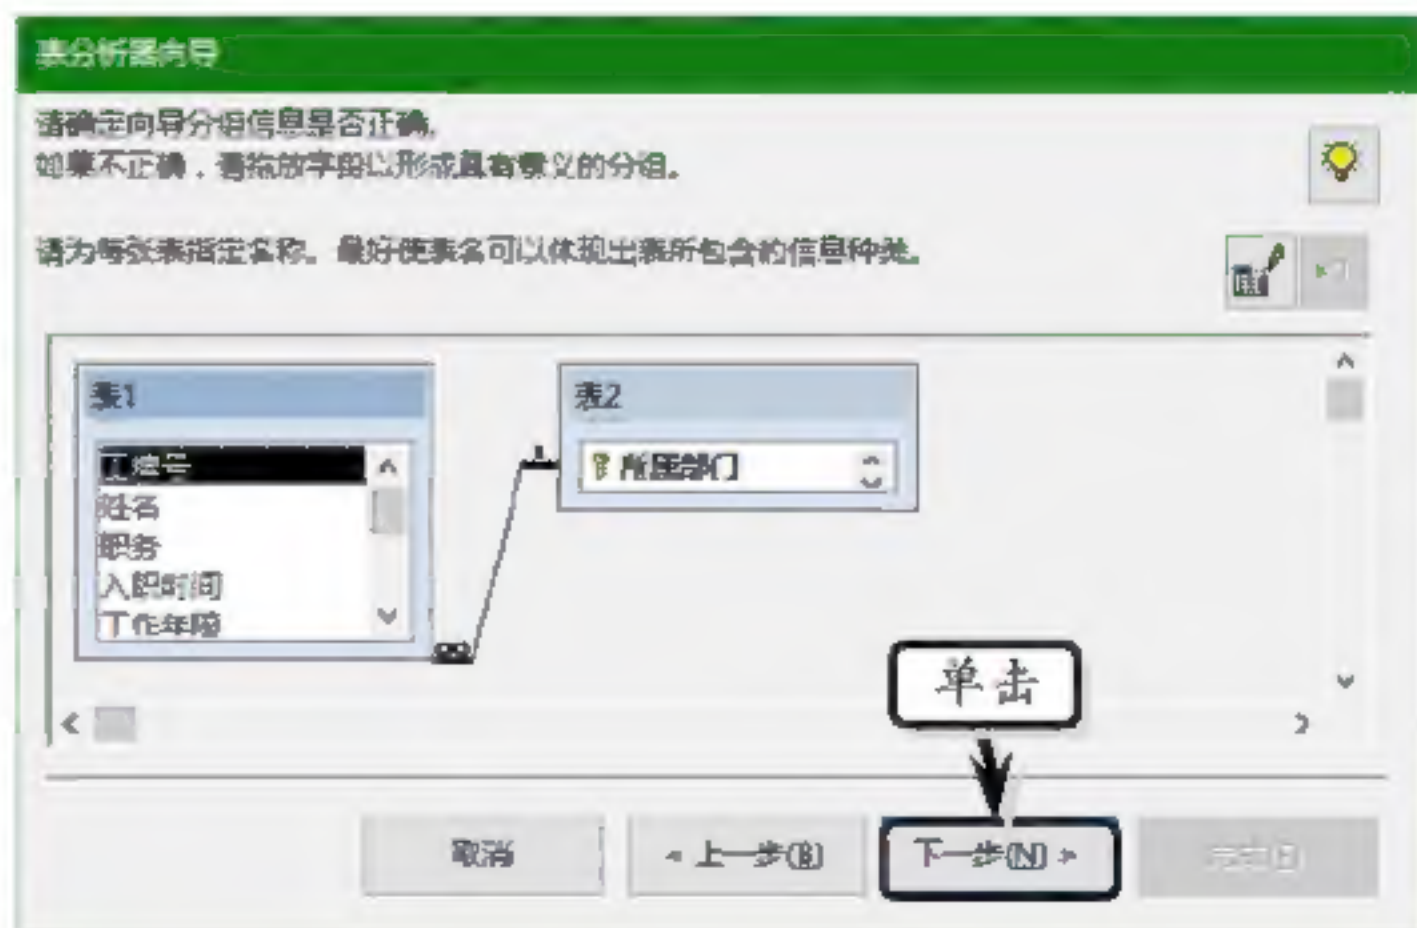 表分析器向导
请确定向导分组信息是否正确。
如果不正确，请拖放字段以形成具有意义的分组。
请为每张表指定名称。最好使表名可以体现出表所包含的信息种类。
表1
员工编号
姓名
职务
入职时间
工作年限
表2
所属部门
单击
取消
< 上一步(B)
下一步(N) >
完成(F)